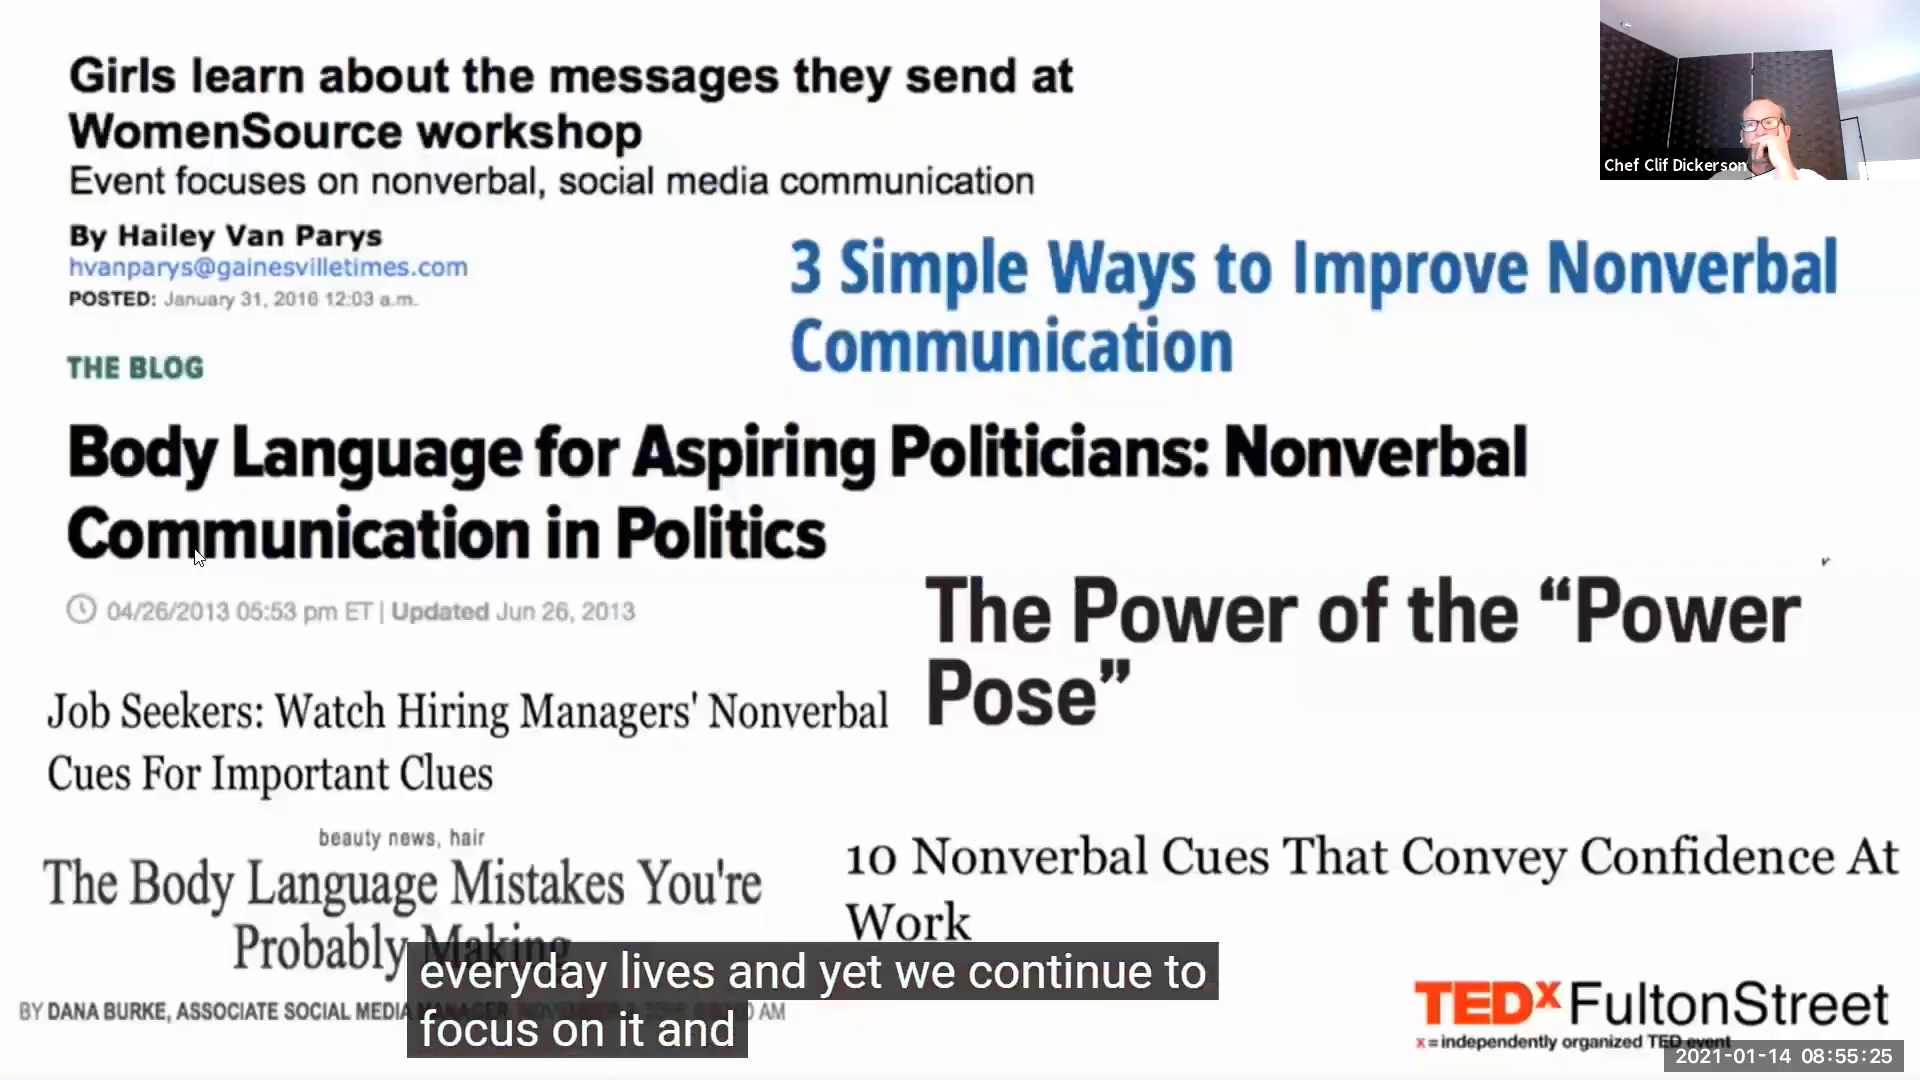 Girls learn about the messages they send at
WomenSource workshop
Event focuses on nonverbal, social media communication
By Hailey Van Parys
hvanparys@gainesvilletimes.com
POSTED: January 31, 2016 12:03 a.m.
Chef Clif Dickerson
3 Simple Ways to Improve Nonverbal
Communication
THE BLOG
Body Language for Aspiring Politicians: Nonverbal
Communication in Politics
04/26/2013 05:53 pm ET | Updated Jun 26, 2013
The Power of the “Power
Pose”
Job Seekers: Watch Hiring Managers' Nonverbal
Cues For Important Clues
beauty news, hair
The Body Language Mistakes You're
Probably Making
BY DANA BURKE, ASSOCIATE SOCIAL MEDIA MANAGER AM
10 Nonverbal Cues That Convey Confidence At
Work
everyday lives and yet we continue to
focus on it and
TEDx FultonStreet
x = independently organized TED event
2021-01-14 08:55:25